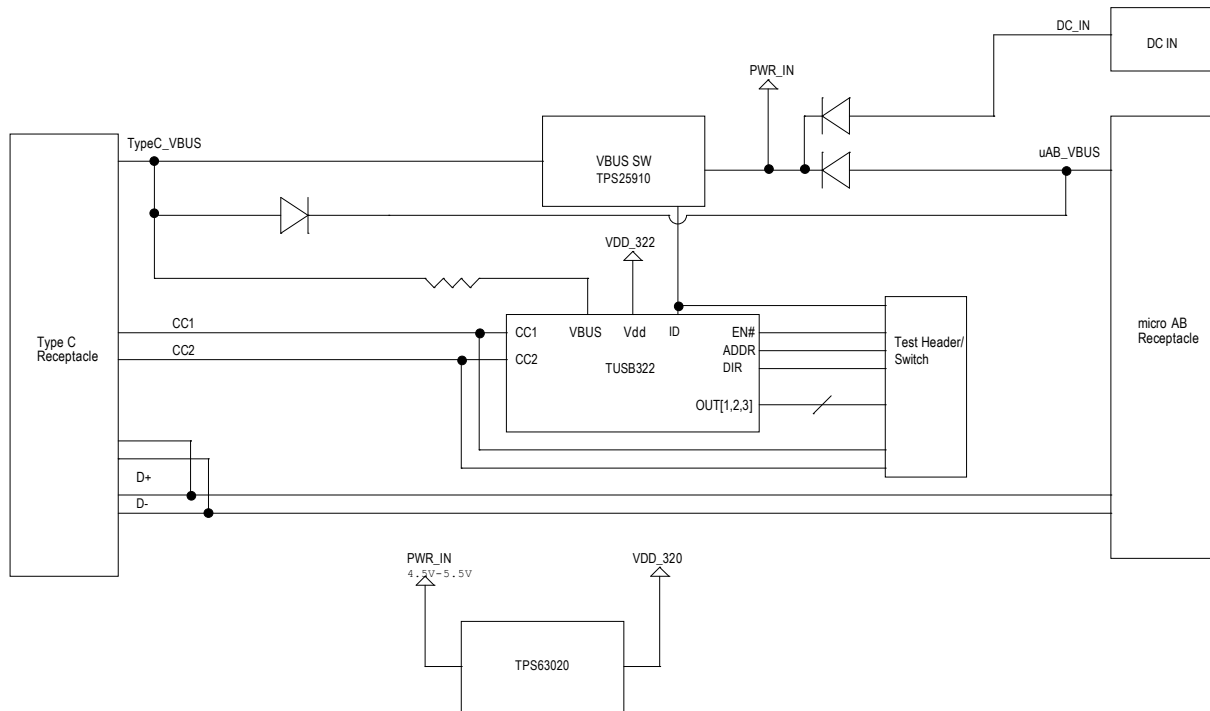 DC_IN
DC IN
PWR_IN
TypeC_VBUS
VBUS SW
TPS25910
uAB_VBUS
VDD_322
Type C
Receptacle
CC1
CC2
CC1
CC2
VBUS
Vdd
ID
TUSB322
EN#
ADDR
DIR
OUT[1,2,3]
Test Header/
Switch
micro AB
Receptacle
D+
D-
PWR_IN
4.5V-5.5V
VDD_320
TPS63020